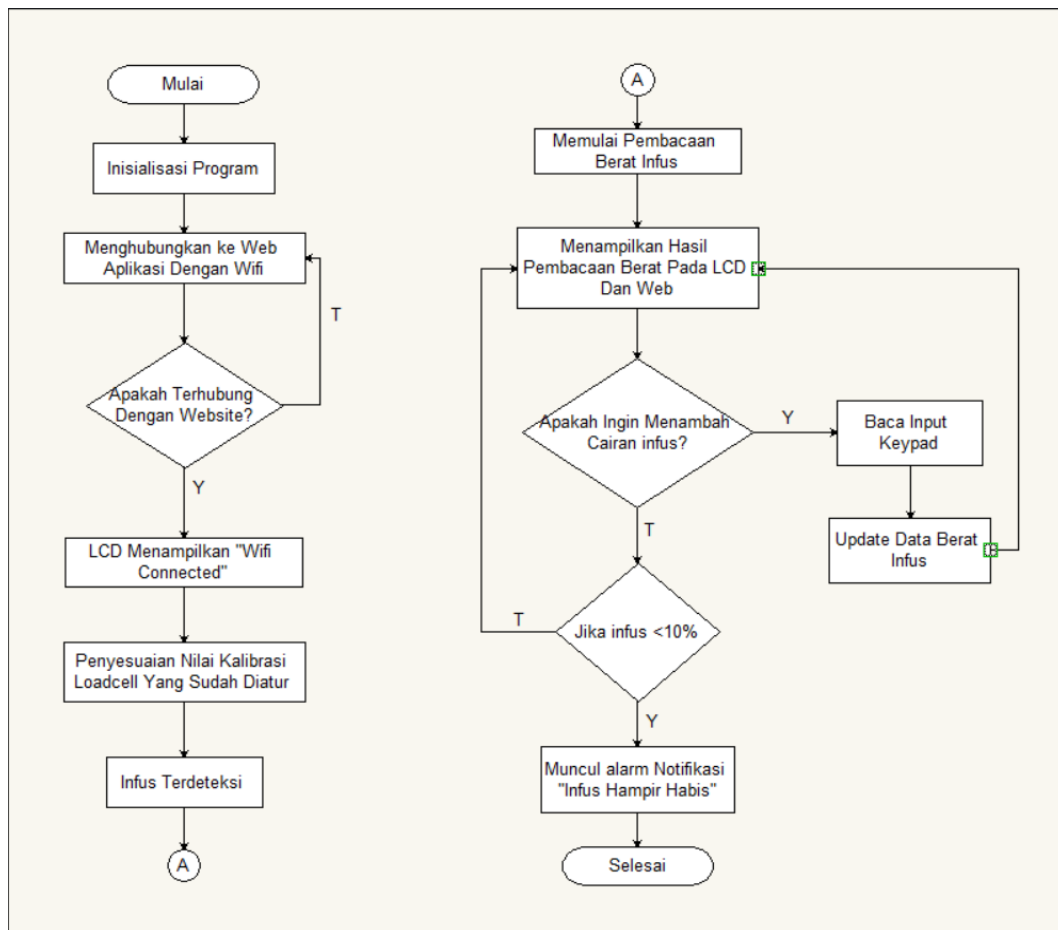 Mulai
Inisialisasi Program
Menghubungkan ke Web
Aplikasi Dengan Wifi
T
Apakah Terhubung
Dengan Website?
Y
LCD Menampilkan "Wifi
Connected"
Penyesuaian Nilai Kalibrasi
Loadcell Yang Sudah Diatur
Infus Terdeteksi
A
A
Memulai Pembacaan
Berat Infus
Menampilkan Hasil
Pembacaan Berat Pada LCD
Dan Web
Apakah Ingin Menambah
Cairan infus?
Y
Baca Input
Keypad
Update Data Berat
Infus
T
Jika infus <10%
T
Y
Muncul alarm Notifikasi
"Infus Hampir Habis"
Selesai